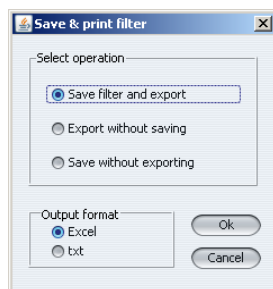 Save & print filter
Select operation
Save filter and export
Export without saving
Save without exporting
Output format
Excel
Ok
txt
Cancel